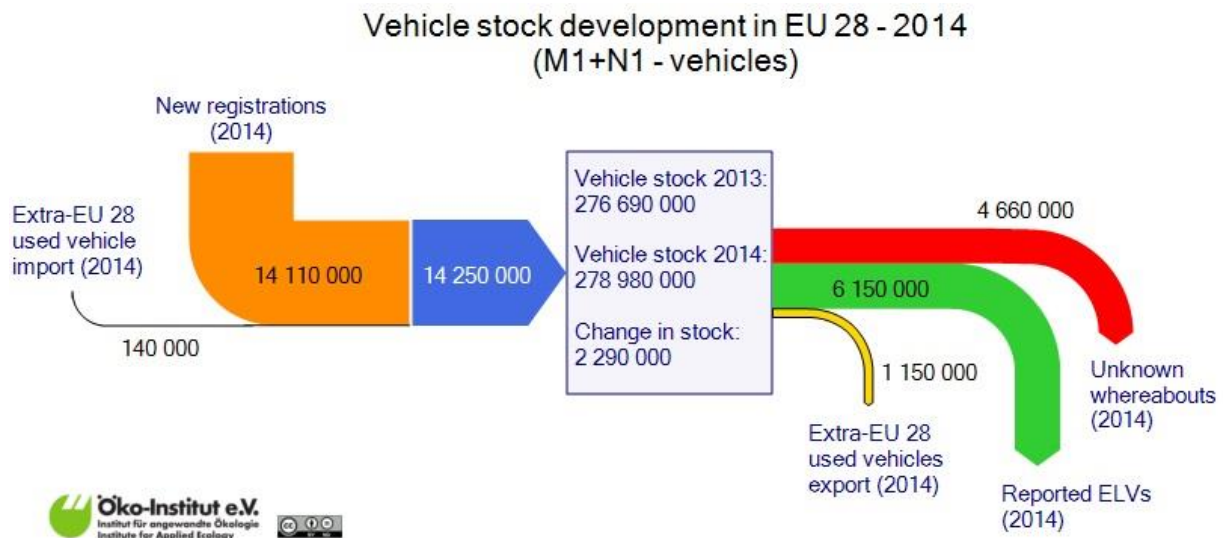 Vehicle stock development in EU 28 - 2014
(M1+N1 - vehicles)
New registrations
(2014)
Extra-EU 28
used vehicle
import (2014)
140 000
14 110 000
14 250 000
Vehicle stock 2013:
276 690 000
Vehicle stock 2014:
278 980 000
Change in stock:
2 290 000
4 660 000
6 150 000
1 150 000
Unknown
whereabouts
(2014)
Extra-EU 28
used vehicles
export (2014)
Reported ELVs
(2014)
Öko-Institut e.V.
Institut für angewandte Ökologie
Institute for Applied Ecology
cc